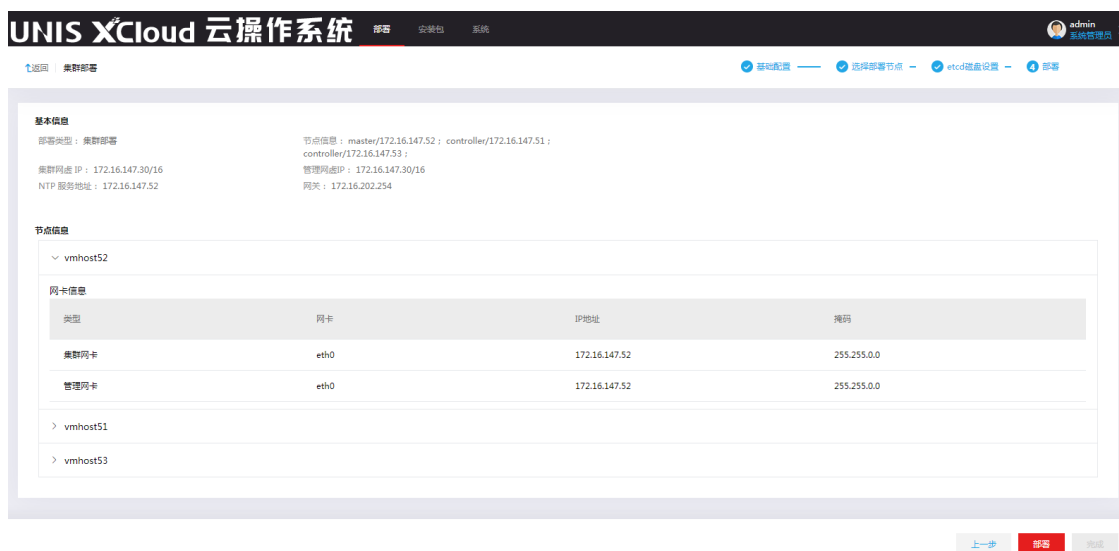 UNIS XCloud 云操作系统 部署 安装包 系统 admin
系统管理员
返回 集群部署 基础配置 选择部署节点 etcd磁盘设置 4 部署
基本信息
部署类型： 集群部署 节点信息： master/172.16.147.52； controller/172.16.147.51；
controller/172.16.147.53；
集群网虚 IP： 172.16.147.30/16 管理网虚IP： 172.16.147.30/16
NTP 服务地址： 172.16.147.52 网关： 172.16.202.254
节点信息
vmhost52
网卡信息
类型 网卡 IP地址 掩码
集群网卡 eth0 172.16.147.52 255.255.0.0
管理网卡 eth0 172.16.147.52 255.255.0.0
vmhost51
vmhost53
上一步 部署 完成